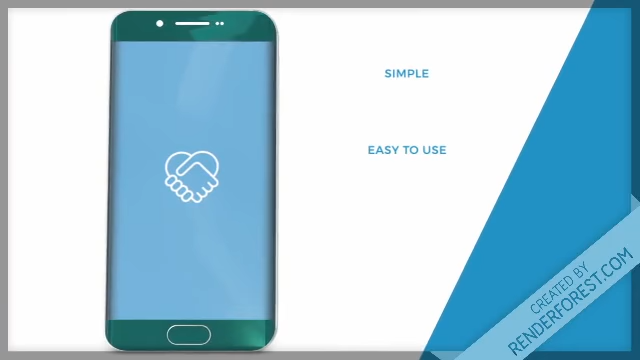 SIMPLE
EASY TO USE
CREATED BY
RENDERFOREST.COM